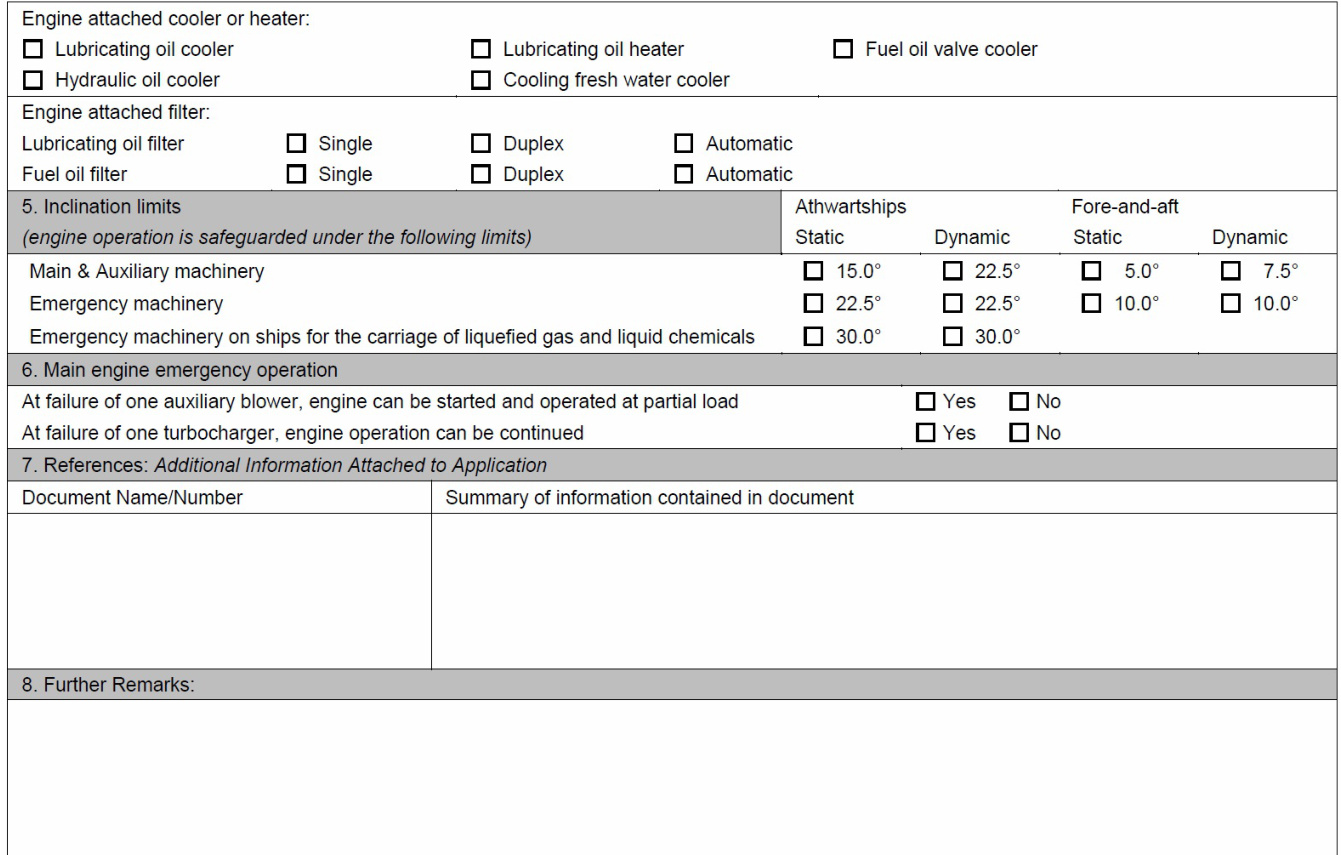 Engine attached cooler or heater:
☐ Lubricating oil cooler ☐ Lubricating oil heater ☐ Fuel oil valve cooler
☐ Hydraulic oil cooler ☐ Cooling fresh water cooler
Engine attached filter:
Lubricating oil filter ☐ Single ☐ Duplex ☐ Automatic
Fuel oil filter ☐ Single ☐ Duplex ☐ Automatic
5. Inclination limits Athwartships Fore-and-aft
(engine operation is safeguarded under the following limits) Static Dynamic Static Dynamic
Main & Auxiliary machinery ☐ 15.0° ☐ 22.5° ☐ 5.0° ☐ 7.5°
Emergency machinery ☐ 22.5° ☐ 22.5° ☐ 10.0° ☐ 10.0°
Emergency machinery on ships for the carriage of liquefied gas and liquid chemicals ☐ 30.0° ☐ 30.0°
6. Main engine emergency operation
At failure of one auxiliary blower, engine can be started and operated at partial load ☐ Yes ☐ No
At failure of one turbocharger, engine operation can be continued ☐ Yes ☐ No
7. References: Additional Information Attached to Application
Document Name/Number Summary of information contained in document
8. Further Remarks: